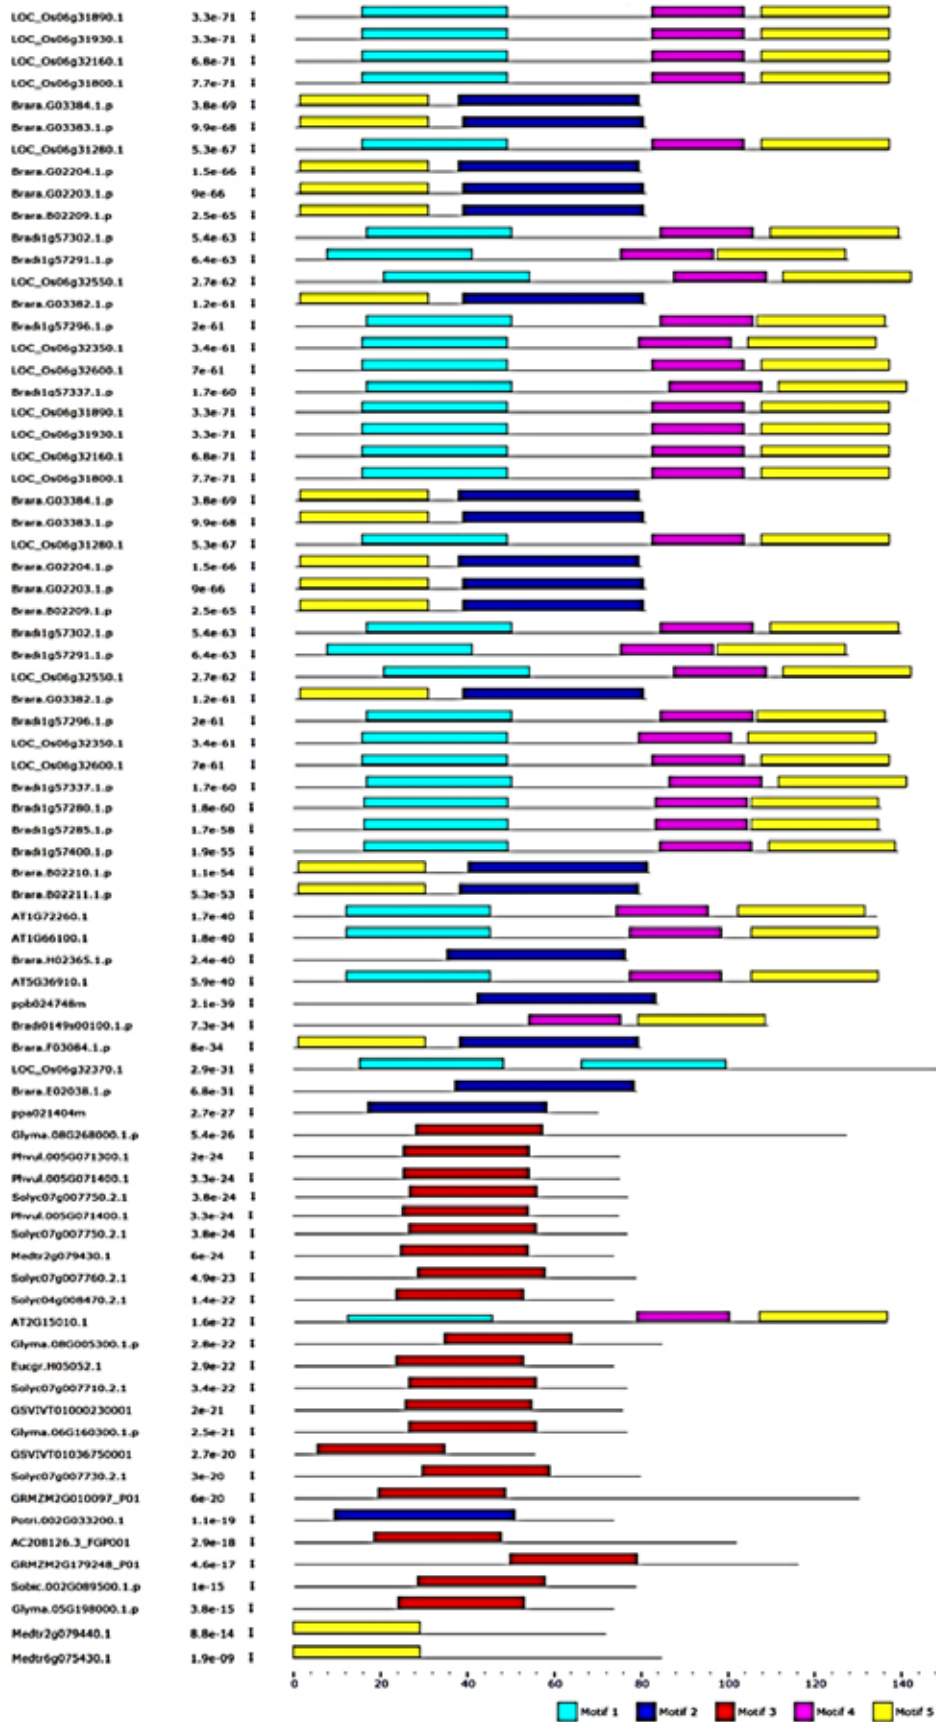 LOC_Os06g31890.1 3.3e-71
LOC_Os06g31930.1 3.3e-71
LOC_Os06g32160.1 6.8e-71
LOC_Os06g31800.1 7.7e-71
Brara.G03384.1.p 3.8e-69
Brara.G03383.1.p 9.9e-68
LOC_Os06g31280.1 5.3e-67
Brara.G02204.1.p 1.5e-66
Brara.G02203.1.p 9e-66
Brara.B02209.1.p 2.5e-65
Bradi1g57302.1.p 5.4e-63
Bradi1g57291.1.p 6.4e-63
LOC_Os06g32550.1 2.7e-62
Brara.G03382.1.p 1.2e-61
Bradi1g57296.1.p 2e-61
LOC_Os06g32350.1 3.4e-61
LOC_Os06g32600.1 7e-61
Bradi1g57337.1.p 1.7e-60
LOC_Os06g31890.1 3.3e-71
LOC_Os06g31930.1 3.3e-71
LOC_Os06g32160.1 6.8e-71
LOC_Os06g31800.1 7.7e-71
Brara.G03384.1.p 3.8e-69
Brara.G03383.1.p 9.9e-68
LOC_Os06g31280.1 5.3e-67
Brara.G02204.1.p 1.5e-66
Brara.G02203.1.p 9e-66
Brara.B02209.1.p 2.5e-65
Bradi1g57302.1.p 5.4e-63
Bradi1g57291.1.p 6.4e-63
LOC_Os06g32550.1 2.7e-62
Brara.G03382.1.p 1.2e-61
Bradi1g57296.1.p 2e-61
LOC_Os06g32350.1 3.4e-61
LOC_Os06g32600.1 7e-61
Bradi1g57337.1.p 1.7e-60
Bradi1g57280.1.p 1.8e-60
Bradi1g57285.1.p 1.7e-58
Bradi1g57400.1.p 1.9e-55
Brara.B02210.1.p 1.1e-54
Brara.B02211.1.p 5.3e-53
AT1G72260.1 1.7e-40
AT1G66100.1 1.8e-40
Brara.H02365.1.p 2.4e-40
AT5G36910.1 5.9e-40
ppb024748m 2.1e-39
Bradi0149s00100.1.p 7.3e-34
Brara.F03084.1.p 8e-34
LOC_Os06g32370.1 2.9e-31
Brara.E02038.1.p 6.8e-31
ppa021404m 2.7e-27
Glyma.08G268000.1.p 5.4e-26
Phvul.005G071300.1 2e-24
Phvul.005G071400.1 3.3e-24
Solyc07g007750.2.1 3.8e-24
Phvul.005G071400.1 3.3e-24
Solyc07g007750.2.1 3.8e-24
Medtr2g079430.1 6e-24
Solyc07g007760.2.1 4.9e-23
Solyc04g008470.2.1 1.4e-22
AT2G15010.1 1.6e-22
Glyma.08G005300.1.p 2.8e-22
Eucgr.H05052.1 2.9e-22
Solyc07g007710.2.1 3.4e-22
GSVIVT01000230001 2e-21
Glyma.06G160300.1.p 2.5e-21
GSVIVT01036750001 2.7e-20
Solyc07g007730.2.1 3e-20
GRMZM2G010097_P01 6e-20
Potri.002G033200.1 1.1e-19
AC208126.3_FGP001 2.9e-18
GRMZM2G179248_P01 4.6e-17
Sobic.002G089500.1.p 1e-15
Glyma.05G198000.1.p 3.8e-15
Medtr2g079440.1 8.8e-14
Medtr6g075430.1 1.9e-09
0 20 40 60 80 100 120 140
Motif 1 Motif 2 Motif 3 Motif 4 Motif 5